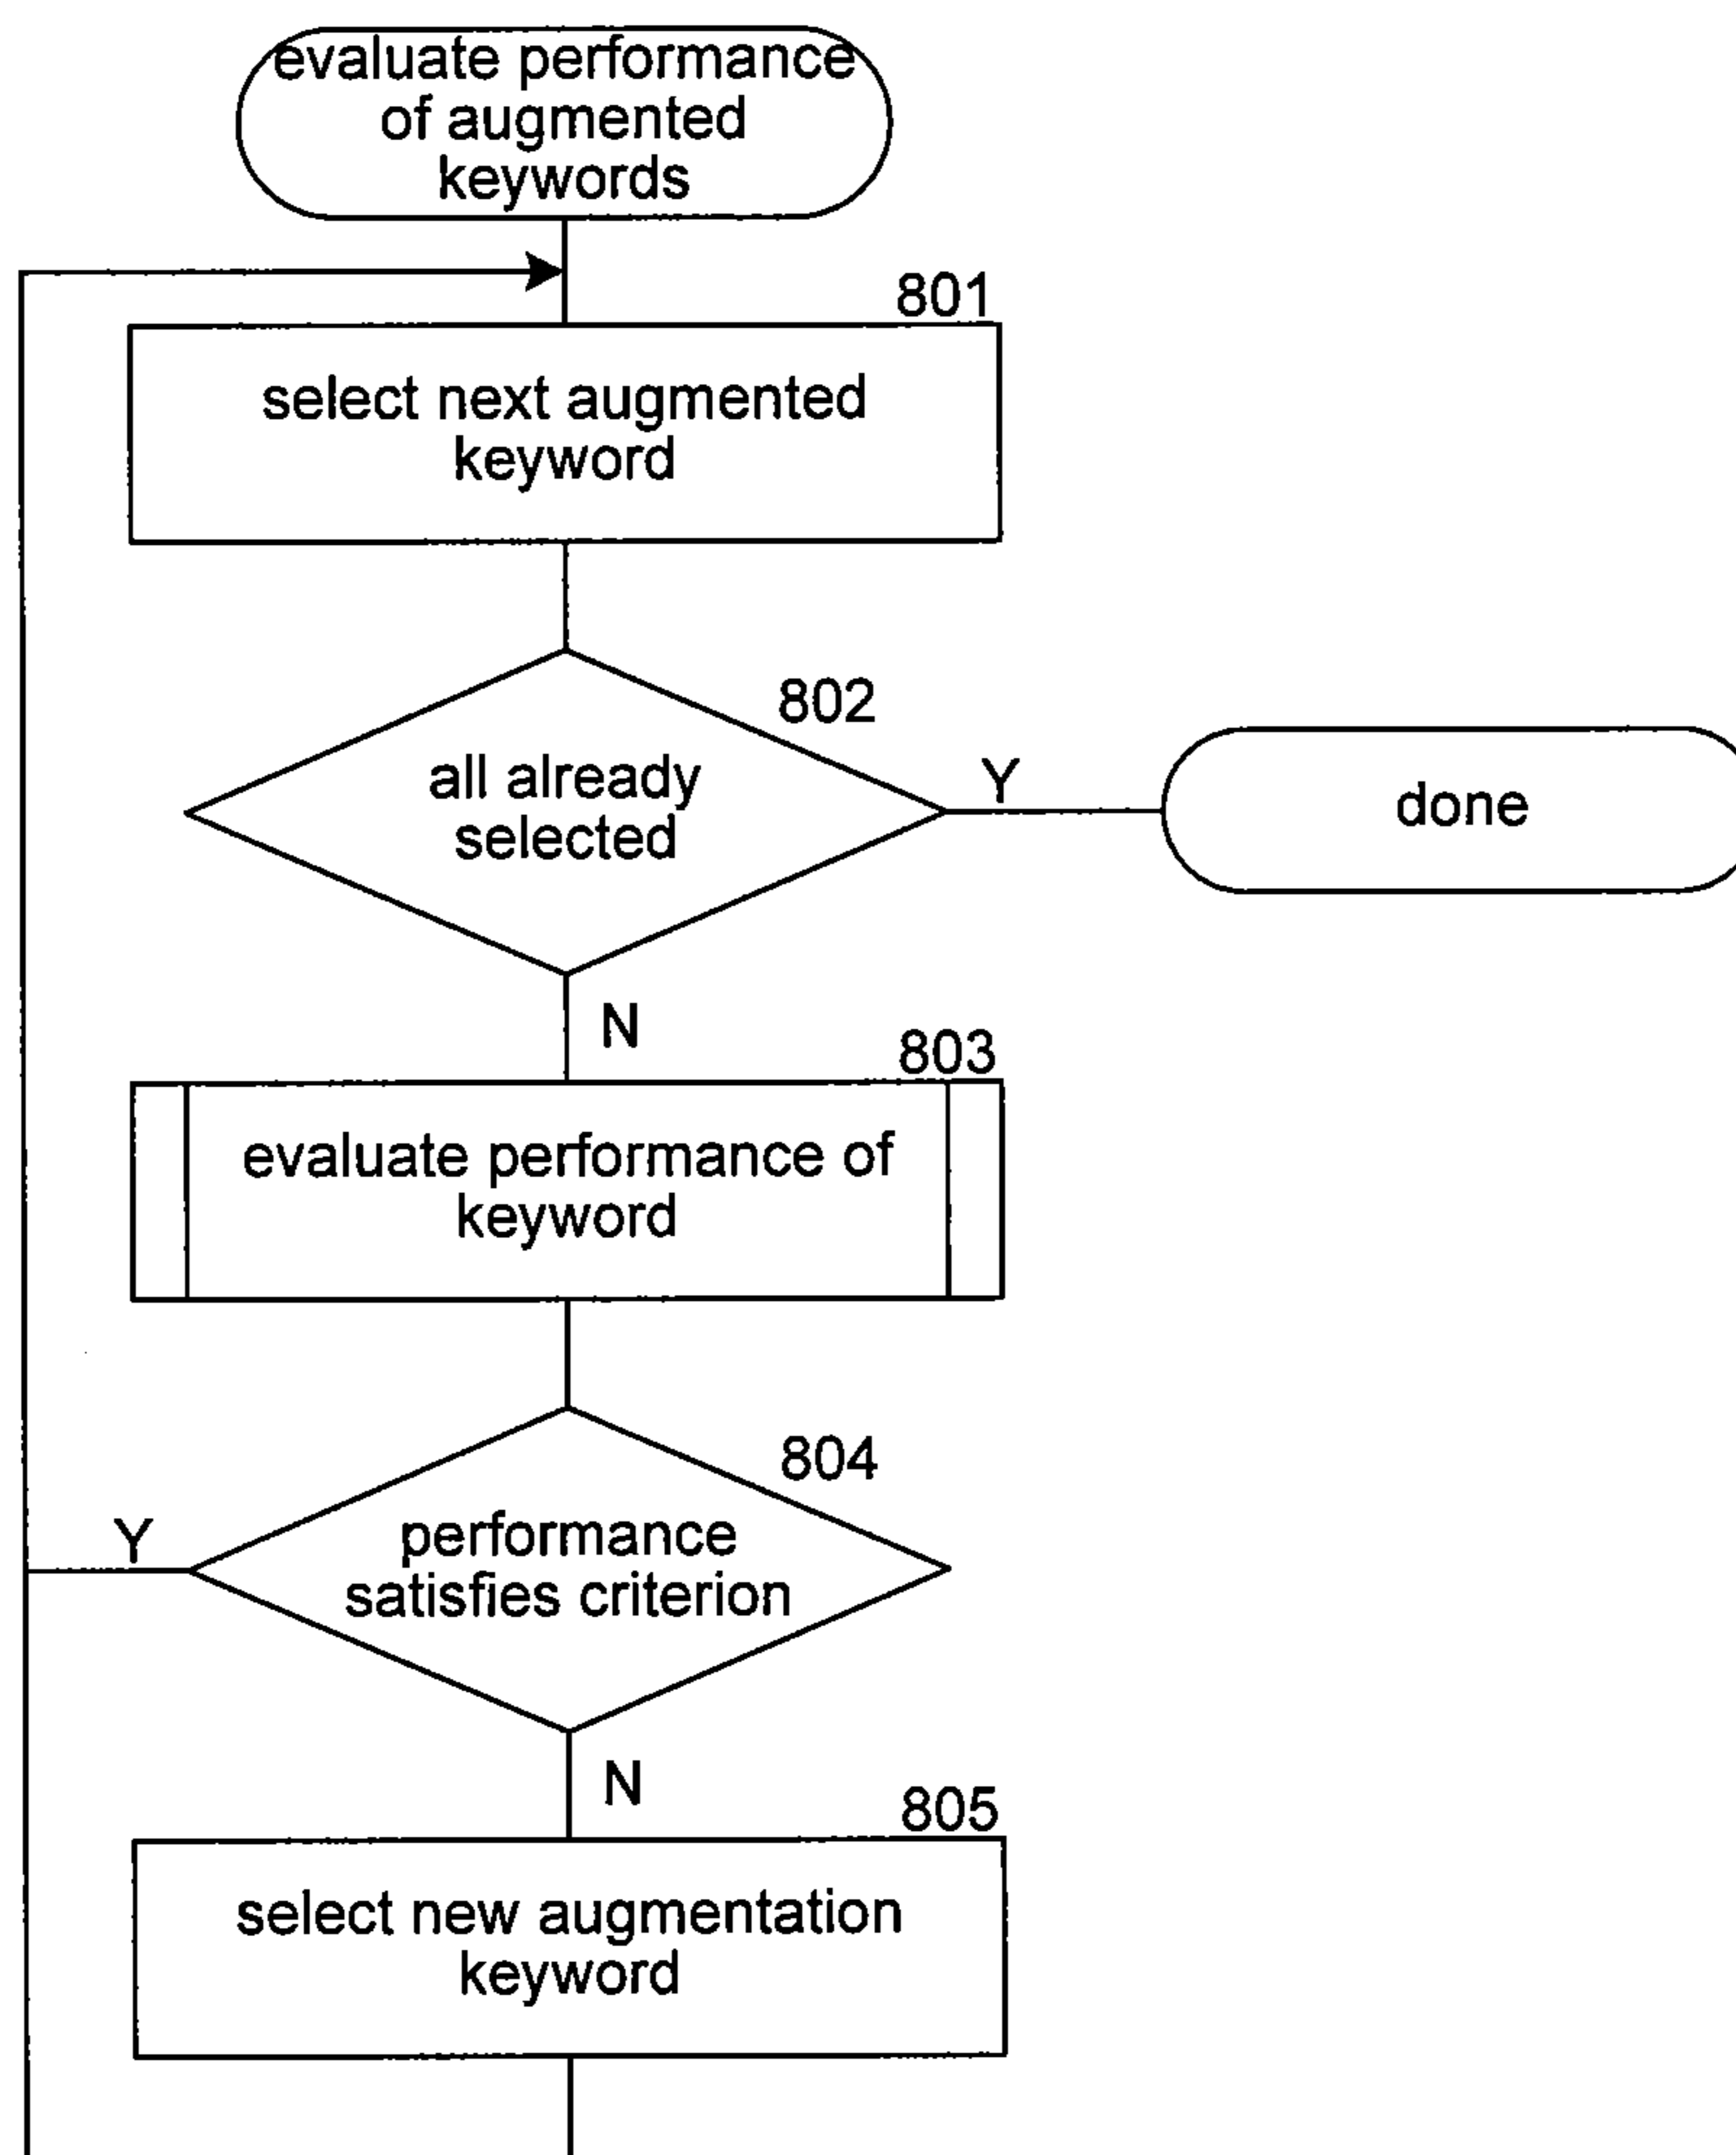 evaluate performance
of augmented
keywords
801
select next augmented
keyword
802
all already
selected
Y
done
N
803
evaluate performance of
keyword
804
performance
satisfies criterion
Y
N
805
select new augmentation
keyword